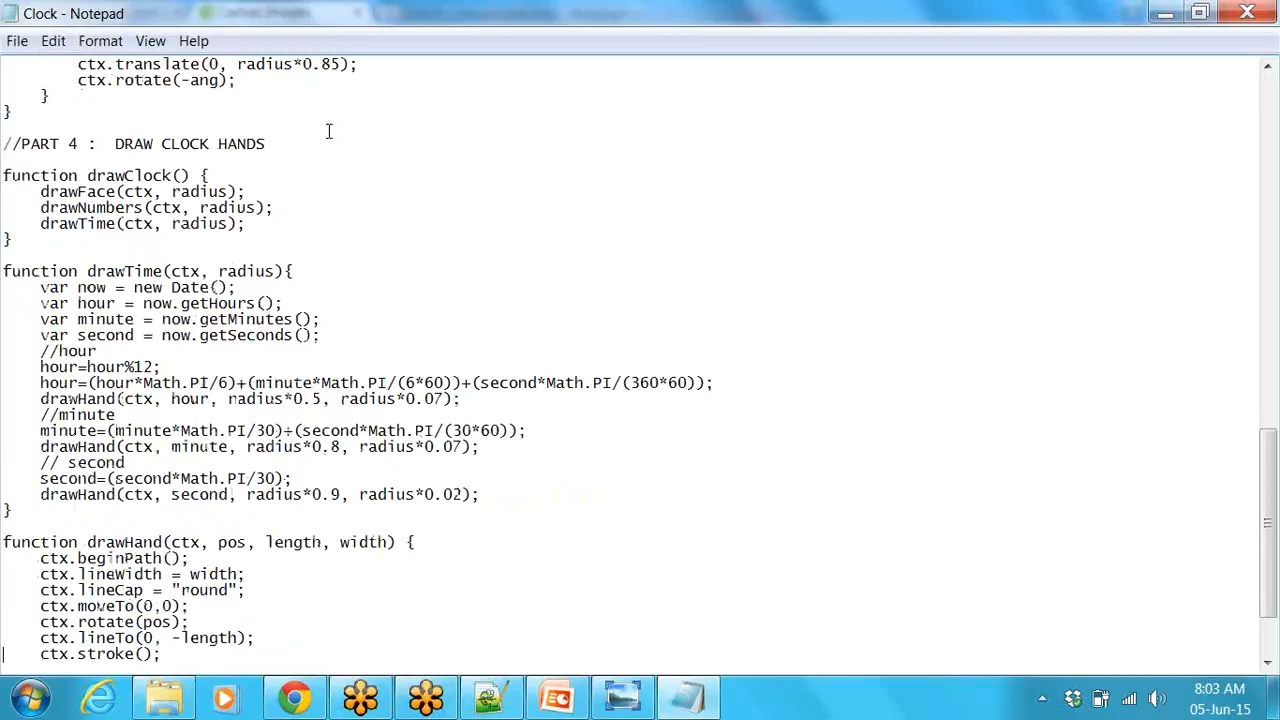 Clock - Notepad
File Edit Format View Help
ctx.translate(0, radius*0.85);
ctx.rotate(-ang);
}
}
//PART 4 :  DRAW CLOCK HANDS
function drawClock() {
drawFace(ctx, radius);
drawNumbers(ctx, radius);
drawTime(ctx, radius);
}
function drawTime(ctx, radius){
var now = new Date();
var hour = now.getHours();
var minute = now.getMinutes();
var second = now.getSeconds();
//hour
hour=hour%12;
hour=(hour*Math.PI/6)+(minute*Math.PI/(6*60))+(second*Math.PI/(360*60));
drawHand(ctx, hour, radius*0.5, radius*0.07);
//minute
minute=(minute*Math.PI/30)+(second*Math.PI/(30*60));
drawHand(ctx, minute, radius*0.8, radius*0.07);
// second
second=(second*Math.PI/30);
drawHand(ctx, second, radius*0.9, radius*0.02);
}
function drawHand(ctx, pos, length, width) {
ctx.beginPath();
ctx.lineWidth = width;
ctx.lineCap = "round";
ctx.moveTo(0,0);
ctx.rotate(pos);
ctx.lineTo(0, -length);
ctx.stroke();
8:03 AM
05-Jun-15